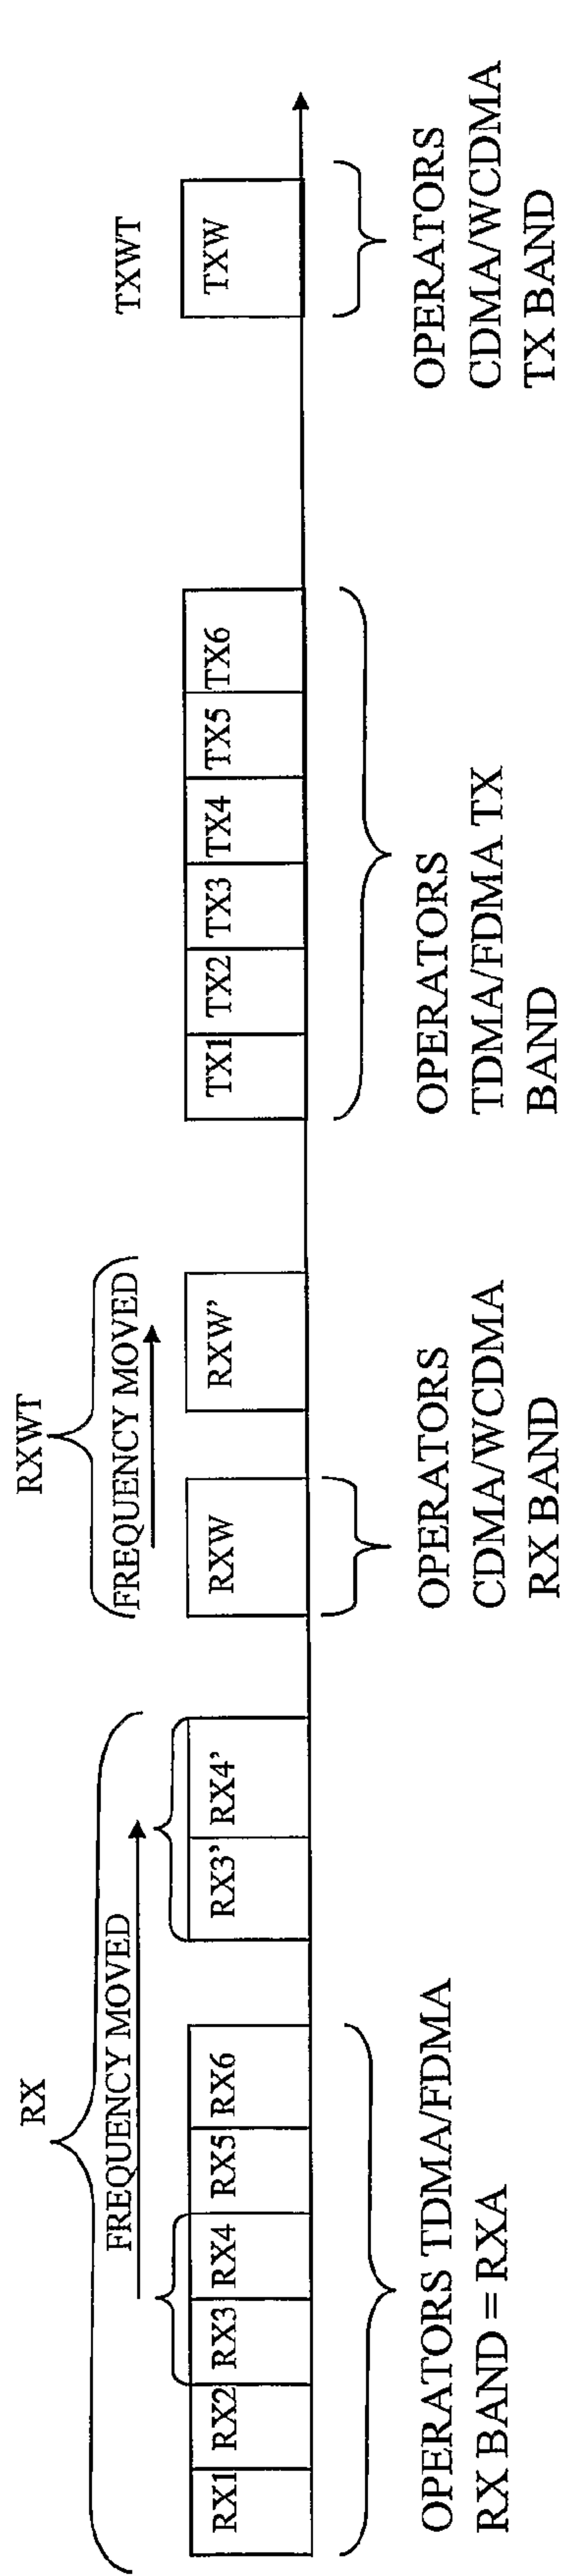 RX
FREQUENCY MOVED
RX1 RX2 RX3 RX4 RX5 RX6
RX3' RX4'
OPERATORS TDMA/FDMA
RX BAND = RXA
RXWT
FREQUENCY MOVED
RXW
RXW'
OPERATORS
CDMA/WCDMA
RX BAND
TX1 TX2 TX3 TX4 TX5 TX6
OPERATORS
TDMA/FDMA TX
BAND
TXWT
TXW
OPERATORS
CDMA/WCDMA
TX BAND